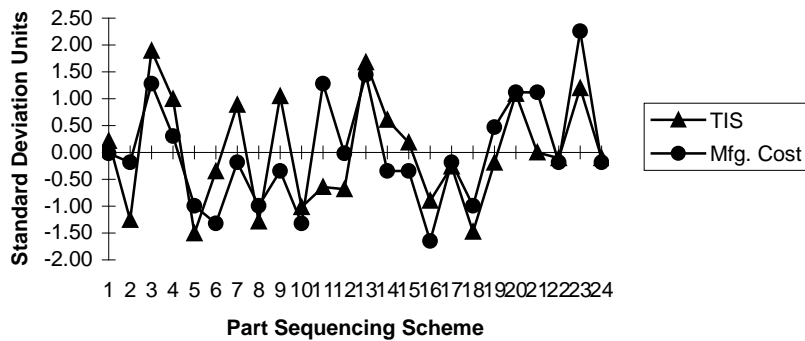 Standard Deviation Units
2.50
2.00
1.50
1.00
0.50
0.00
-0.50
-1.00
-1.50
-2.00
1 2 3 4 5 6 7 8 9 10 11 12 13 14 15 16 17 18 19 20 21 22 23 24
Part Sequencing Scheme
TIS
Mfg. Cost